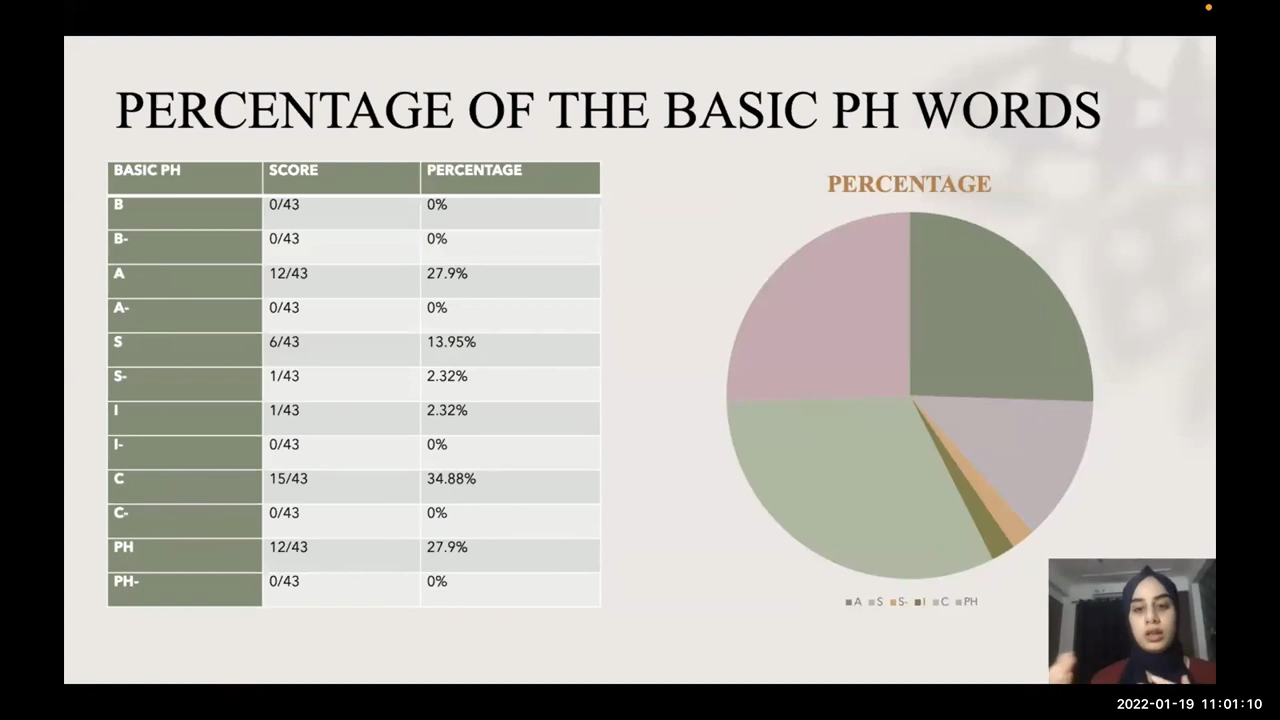 PERCENTAGE OF THE BASIC PH WORDS
BASIC PH SCORE PERCENTAGE
B 0/43 0%
B- 0/43 0%
A 12/43 27.9%
A- 0/43 0%
S 6/43 13.95%
S- 1/43 2.32%
I 1/43 2.32%
I- 0/43 0%
C 15/43 34.88%
C- 0/43 0%
PH 12/43 27.9%
PH- 0/43 0%
PERCENTAGE
A S S- I C PH
2022-01-19 11:01:10